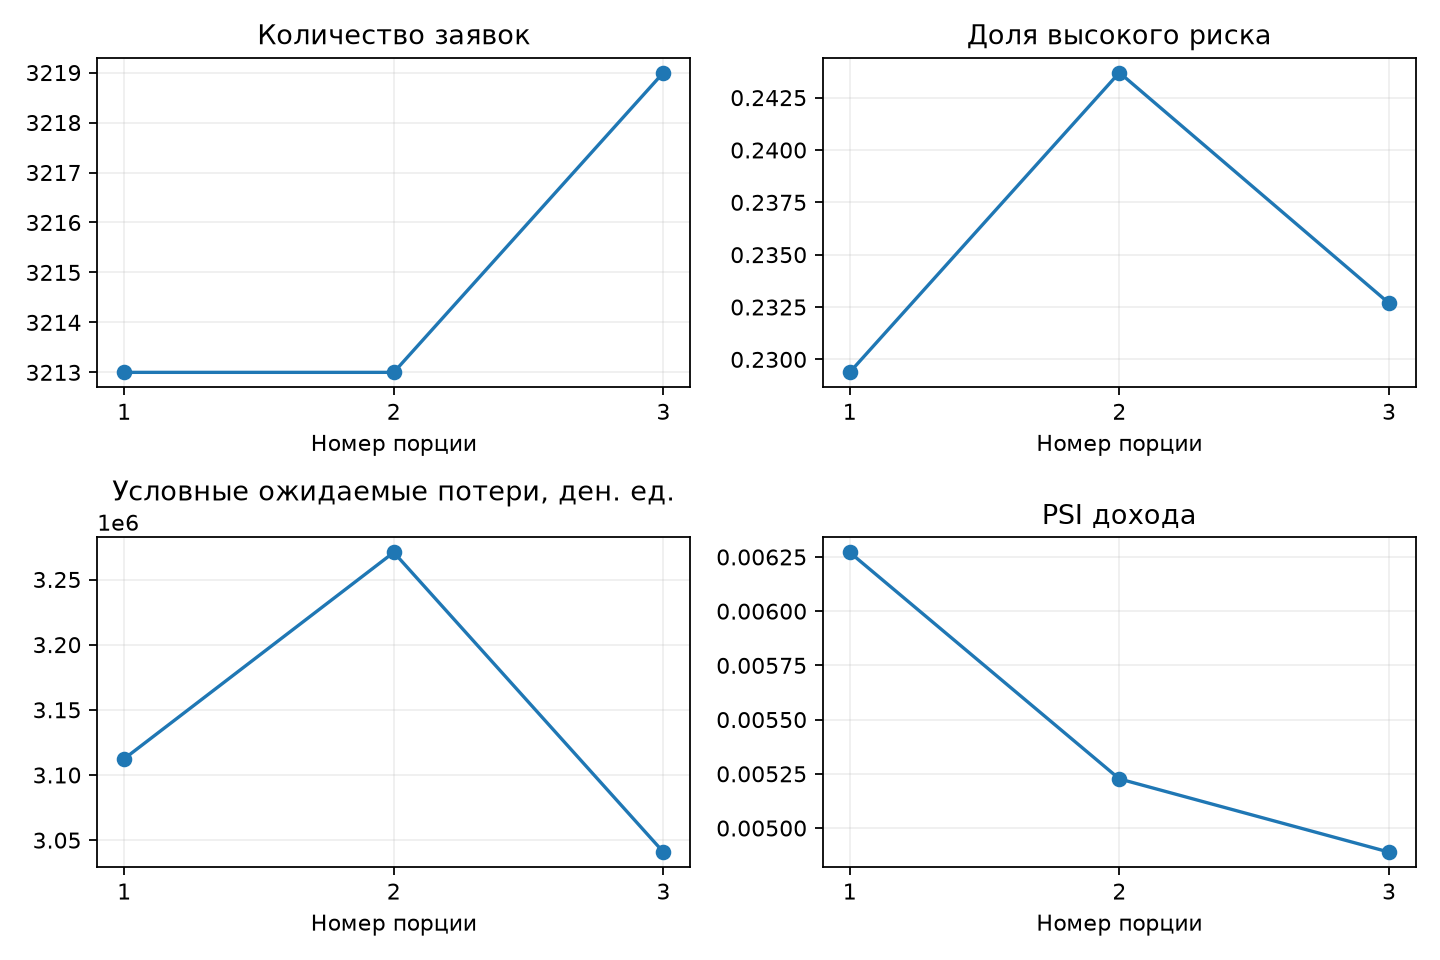 Количество заявок
3219
3218
3217
3216
3215
3214
3213
1 2 3
Номер порции
Доля высокого риска
0.2425
0.2400
0.2375
0.2350
0.2325
0.2300
1 2 3
Номер порции
Условные ожидаемые потери, ден. ед.
1e6
3.25
3.20
3.15
3.10
3.05
1 2 3
Номер порции
PSI дохода
0.00625
0.00600
0.00575
0.00550
0.00525
0.00500
1 2 3
Номер порции